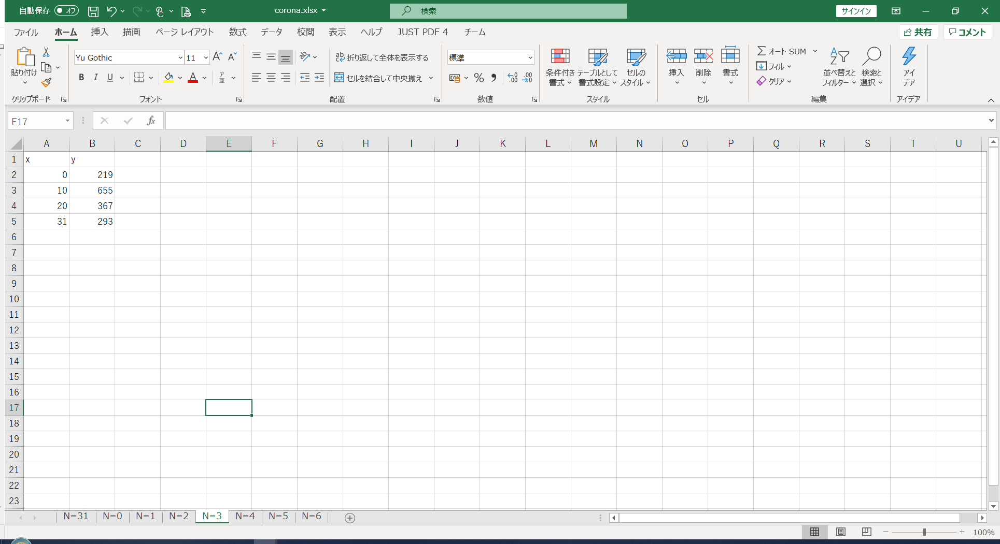 自動保存 オフ corona.xlsx 検索 サインイン
ファイル ホーム 挿入 描画 ページ レイアウト 数式 データ 校閲 表示 ヘルプ JUST PDF 4 チーム 共有 コメント
貼り付け
Yu Gothic 11
B I U A ア亜
折り返して全体を表示する
セルを結合して中央揃え
標準
% .00 .0
条件付き書式 テーブルとして書式設定 セルのスタイル
挿入 削除 書式
オート SUM
フィル
クリア
並べ替えとフィルター 検索と選択
アイデア
クリップボード フォント 配置 数値 スタイル セル 編集 アイデア
E17 fx
A B C D E F G H I J K L M N O P Q R S T U
1 x y
2 0 219
3 10 655
4 20 367
5 31 293
6
7
8
9
10
11
12
13
14
15
16
17
18
19
20
21
22
23
N=31 N=0 N=1 N=2 N=3 N=4 N=5 N=6
100%